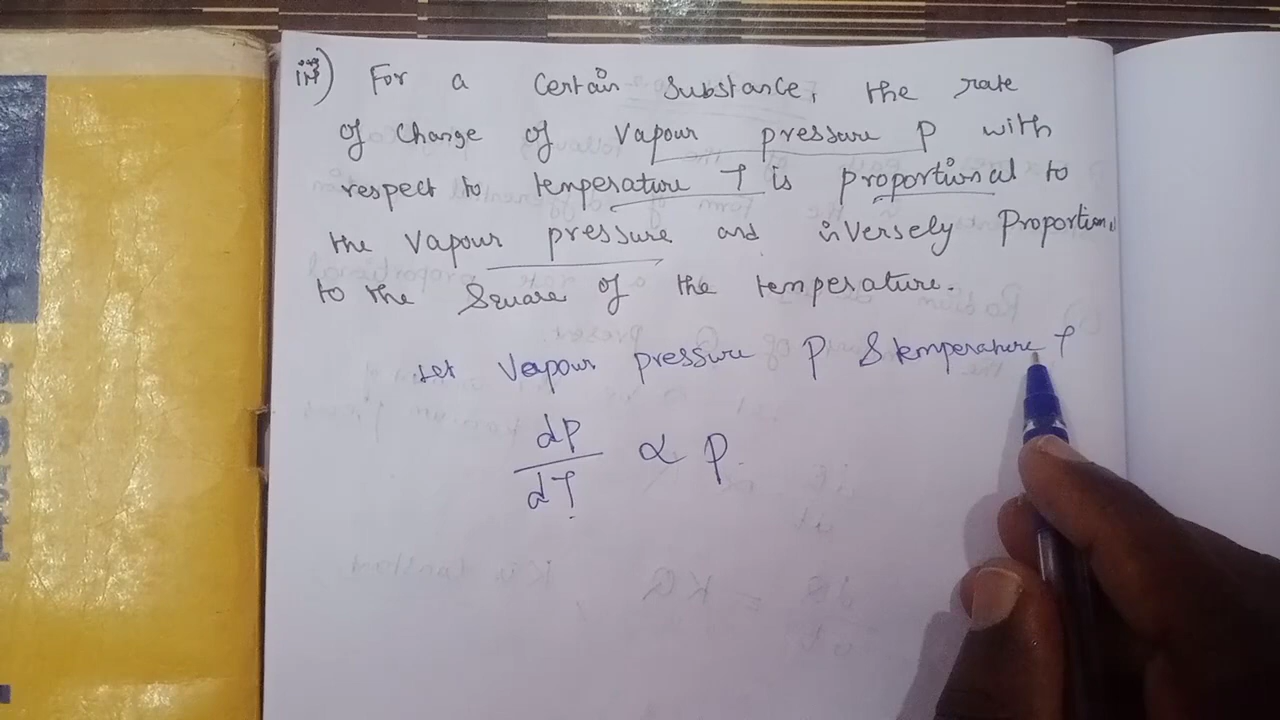 iii) For a Certain Substance, the rate
of change of Vapour pressure P with
respect to temperature T is proportional to
the Vapour pressure and inversely Proportion
to the Square of the temperature.
Let Vapour pressure P & temperature T
dP
dT
∝ P